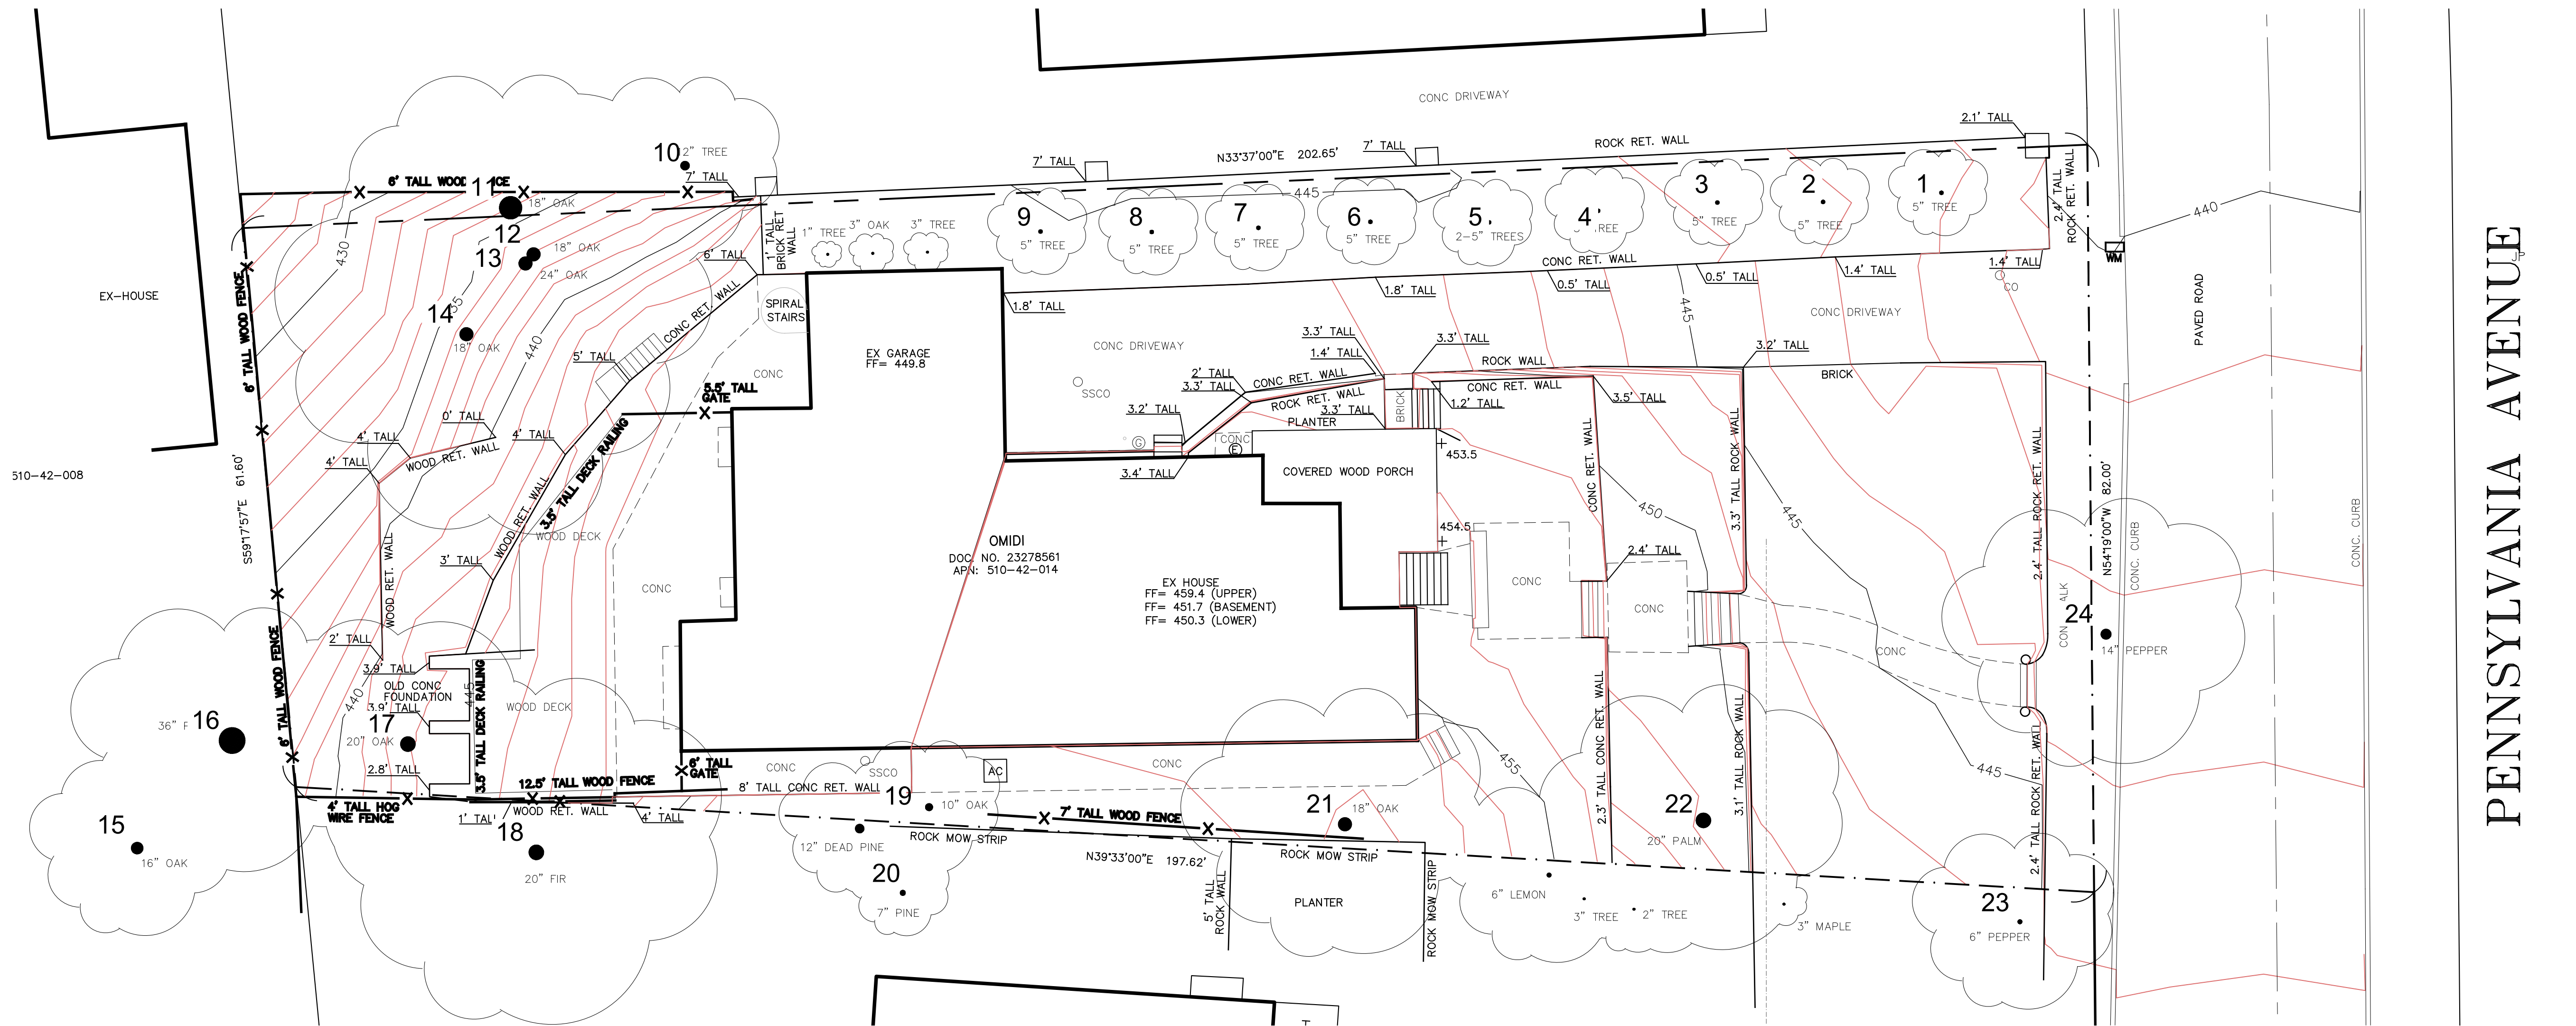 CONC DRIVEWAY
2.1' TALL
ROCK RET. WALL
7' TALL
N33°37'00"E 202.65'
7' TALL
10
12" TREE
7' TALL
6' TALL WOOD
11
18" OAK
12
18" OAK
13
24" OAK
14
18" OAK
430
440
EX-HOUSE
6' TALL WOOD FENCE
510-42-008
S59°17'57"E 61.60'
6' TALL WOOD FENCE
1' TALL
BRICK RET
WALL
1" TREE
3" OAK
3" TREE
9
5" TREE
8
5" TREE
7
5" TREE
445
6
5" TREE
5
2-5" TREES
4
3
5" TREE
2
5" TREE
1
5" TREE
2.4' TALL
ROCK RET. WALL
WM
440
PAVED ROAD
JP
PENNSYLVANIA AVENUE
6' TALL
CONC RET. WALL
SPIRAL
STAIRS
5' TALL
CONC
5.5' TALL
GATE
EX GARAGE
FF= 449.8
1.8' TALL
CONC DRIVEWAY
SSCO
CONC RET. WALL
1.8' TALL
0.5' TALL
0.5' TALL
1.4' TALL
1.4' TALL
CO
445
CONC DRIVEWAY
3.3' TALL
1.4' TALL
3.3' TALL
ROCK WALL
3.2' TALL
BRICK
2' TALL
3.3' TALL
CONC RET. WALL
ROCK RET. WALL
CONC RET. WALL
3.5' TALL
1.2' TALL
BRICK
3.3' TALL
PLANTER
3.2' TALL
G
CONC
E
3.4' TALL
COVERED WOOD PORCH
453.5
454.5
0' TALL
4' TALL
4' TALL
WOOD RET. WALL
4' TALL
3.5' TALL DECK RAILING
WOOD RET. WALL
WOOD DECK
3' TALL
WOOD RET. WALL
2' TALL
3.9' TALL
OLD CONC
FOUNDATION
3.9' TALL
445
3.5' TALL DECK RAILING
WOOD DECK
CONC
440
6' TALL WOOD FENCE
OMIDI
DOC. NO. 23278561
APN: 510-42-014
EX HOUSE
FF= 459.4 (UPPER)
FF= 451.7 (BASEMENT)
FF= 450.3 (LOWER)
CONC RET. WALL
450
2.4' TALL
CONC
CONC
3.3' TALL ROCK WALL
445
CONC
445
2.4' TALL ROCK RET. WALL
N54°19'00"W 82.00'
CONC. CURB
CONC. CURB
24
14" PEPPER
16
36"
17
20" OAK
2.8' TALL
15
16" OAK
4' TALL HOG
WIRE FENCE
12.5' TALL WOOD FENCE
WOOD RET. WALL
4' TALL
18
20" FIR
6' TALL
GATE
CONC
SSCO
8' TALL CONC RET. WALL
AC
CONC
19
10" OAK
12" DEAD PINE
20
7" PINE
ROCK MOW STRIP
7' TALL WOOD FENCE
N39°33'00"E 197.62'
21
18" OAK
ROCK MOW STRIP
5' TALL
ROCK WALL
PLANTER
ROCK MOW STRIP
455
2.3' TALL CONC RET. WALL
22
20" PALM
3.1' TALL ROCK WALL
6" LEMON
3" TREE
2" TREE
3" MAPLE
2.4' TALL ROCK RET. WALL
23
6" PEPPER